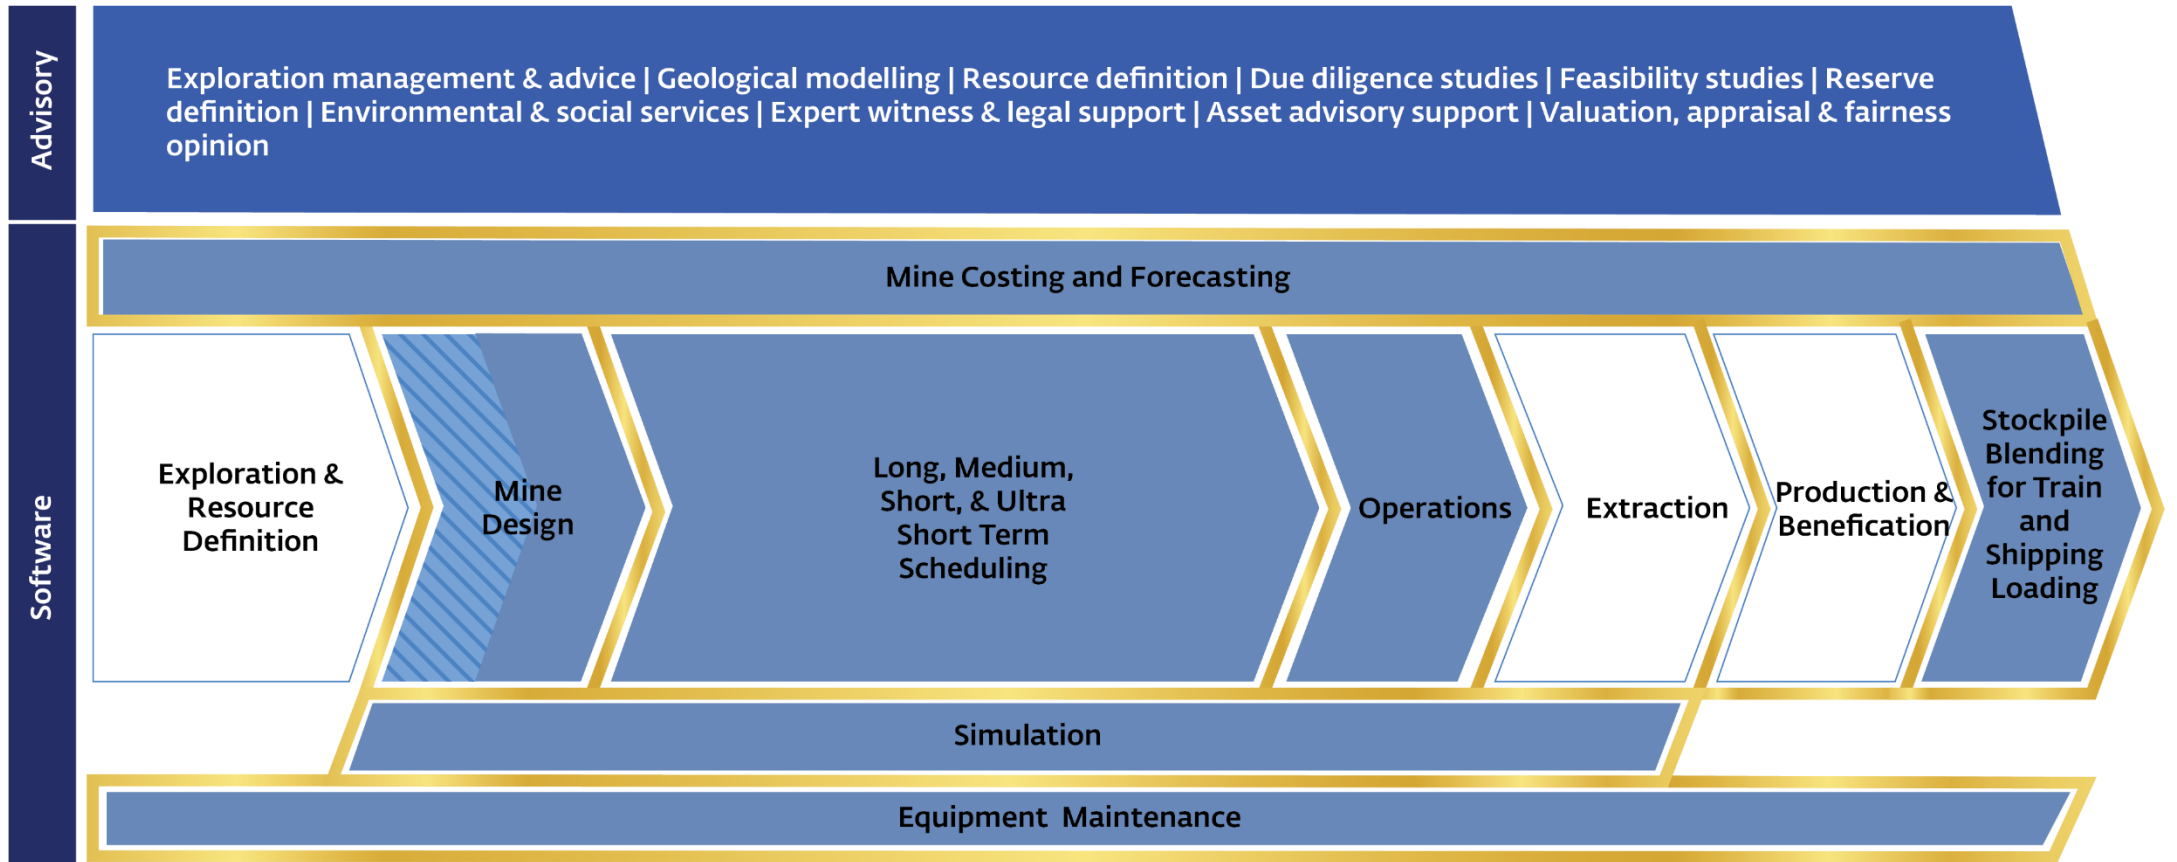 Advisory
Exploration management & advice | Geological modelling | Resource definition | Due diligence studies | Feasibility studies | Reserve
definition | Environmental & social services | Expert witness & legal support | Asset advisory support | Valuation, appraisal & fairness
opinion
Software
Mine Costing and Forecasting
Exploration &
Resource
Definition
Mine
Design
Long, Medium,
Short, & Ultra
Short Term
Scheduling
Operations
Extraction
Production &
Benefication
Stockpile
Blending
for Train
and
Shipping
Loading
Simulation
Equipment Maintenance